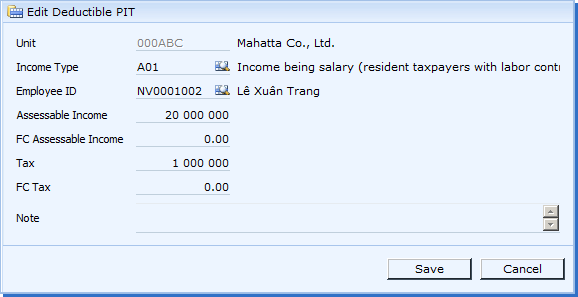 Edit Deductible PIT
Unit 000ABC Mahatta Co., Ltd.
Income Type A01 Income being salary (resident taxpayers with labor contr
Employee ID NV0001002 Lê Xuân Trang
Assessable Income 20 000 000
FC Assessable Income 0.00
Tax 1 000 000
FC Tax 0.00
Note
Save Cancel